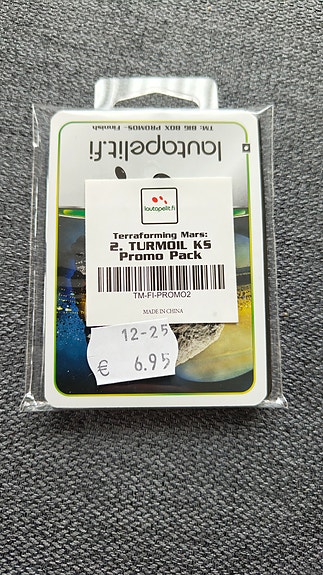 TM: BIG BOX PROMOS- Finnish
lautapelit.fi
lautapelit.fi
Terraforming Mars:
2. TURMOIL KS
Promo Pack
TM-FI-PROMO2
MADE IN CHINA
12-25
€ 6.95